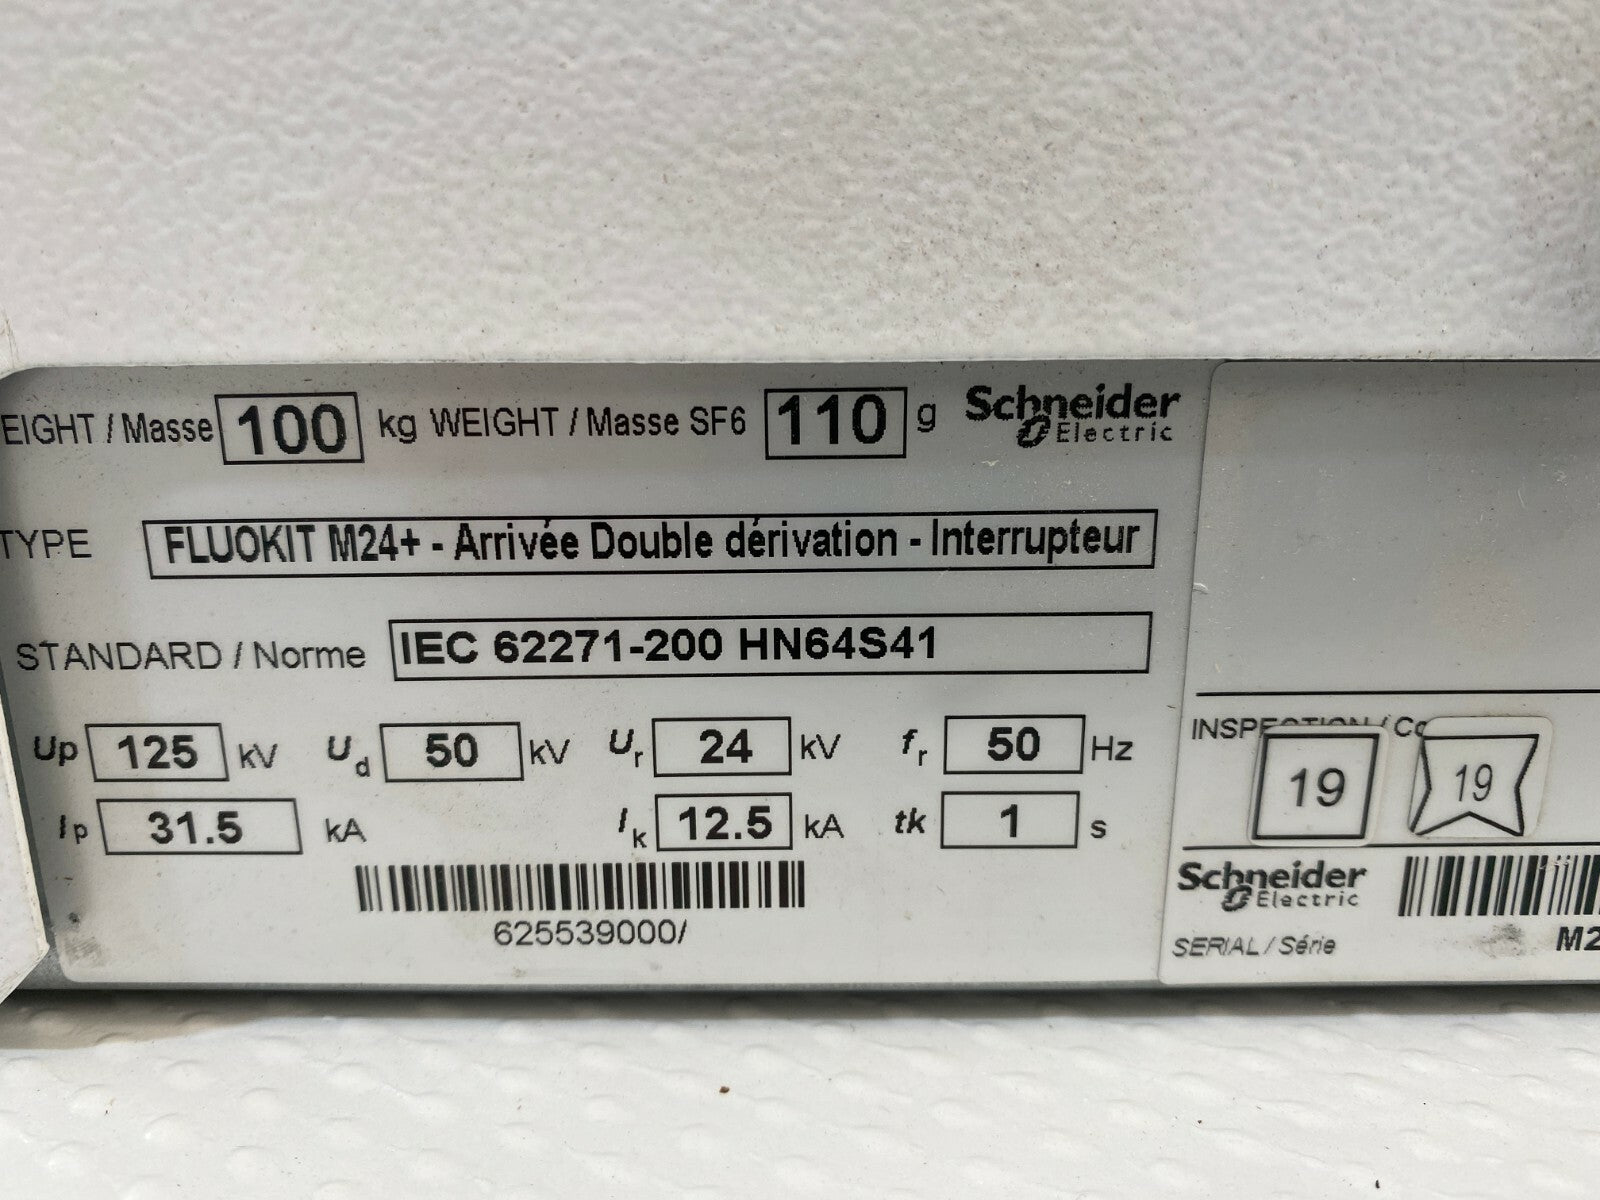 EIGHT / Masse 100 kg WEIGHT / Masse SF6 110 g Schneider Electric
TYPE FLUOKIT M24+ - Arrivée Double dérivation - Interrupteur
STANDARD / Norme IEC 62271-200 HN64S41
Up 125 kV Ud 50 kV Ur 24 kV fr 50 Hz
Ip 31.5 kA Ik 12.5 kA tk 1 s
625539000/
INSPECTION / Co
19 19
Schneider Electric
SERIAL / Série M2